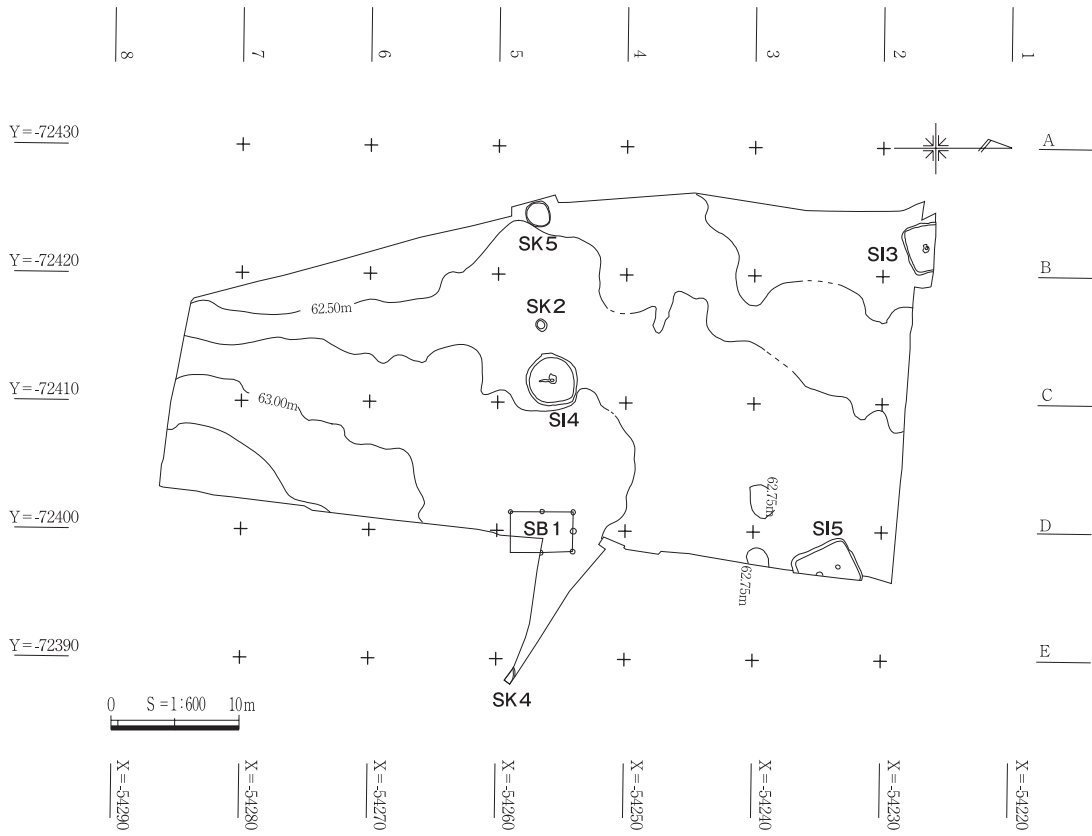 8
7
6
5
4
3
2
1
Y=-72430
A
SK5
SI3
Y=-72420
B
62.50m
SK2
Y=-72410
63.00m
C
SI4
62.75m
Y=-72400
SB1
SI5
D
62.75m
Y=-72390
E
SK4
0 S=1:600 10m
X=-54290
X=-54280
X=-54270
X=-54260
X=-54250
X=-54240
X=-54230
X=-54220